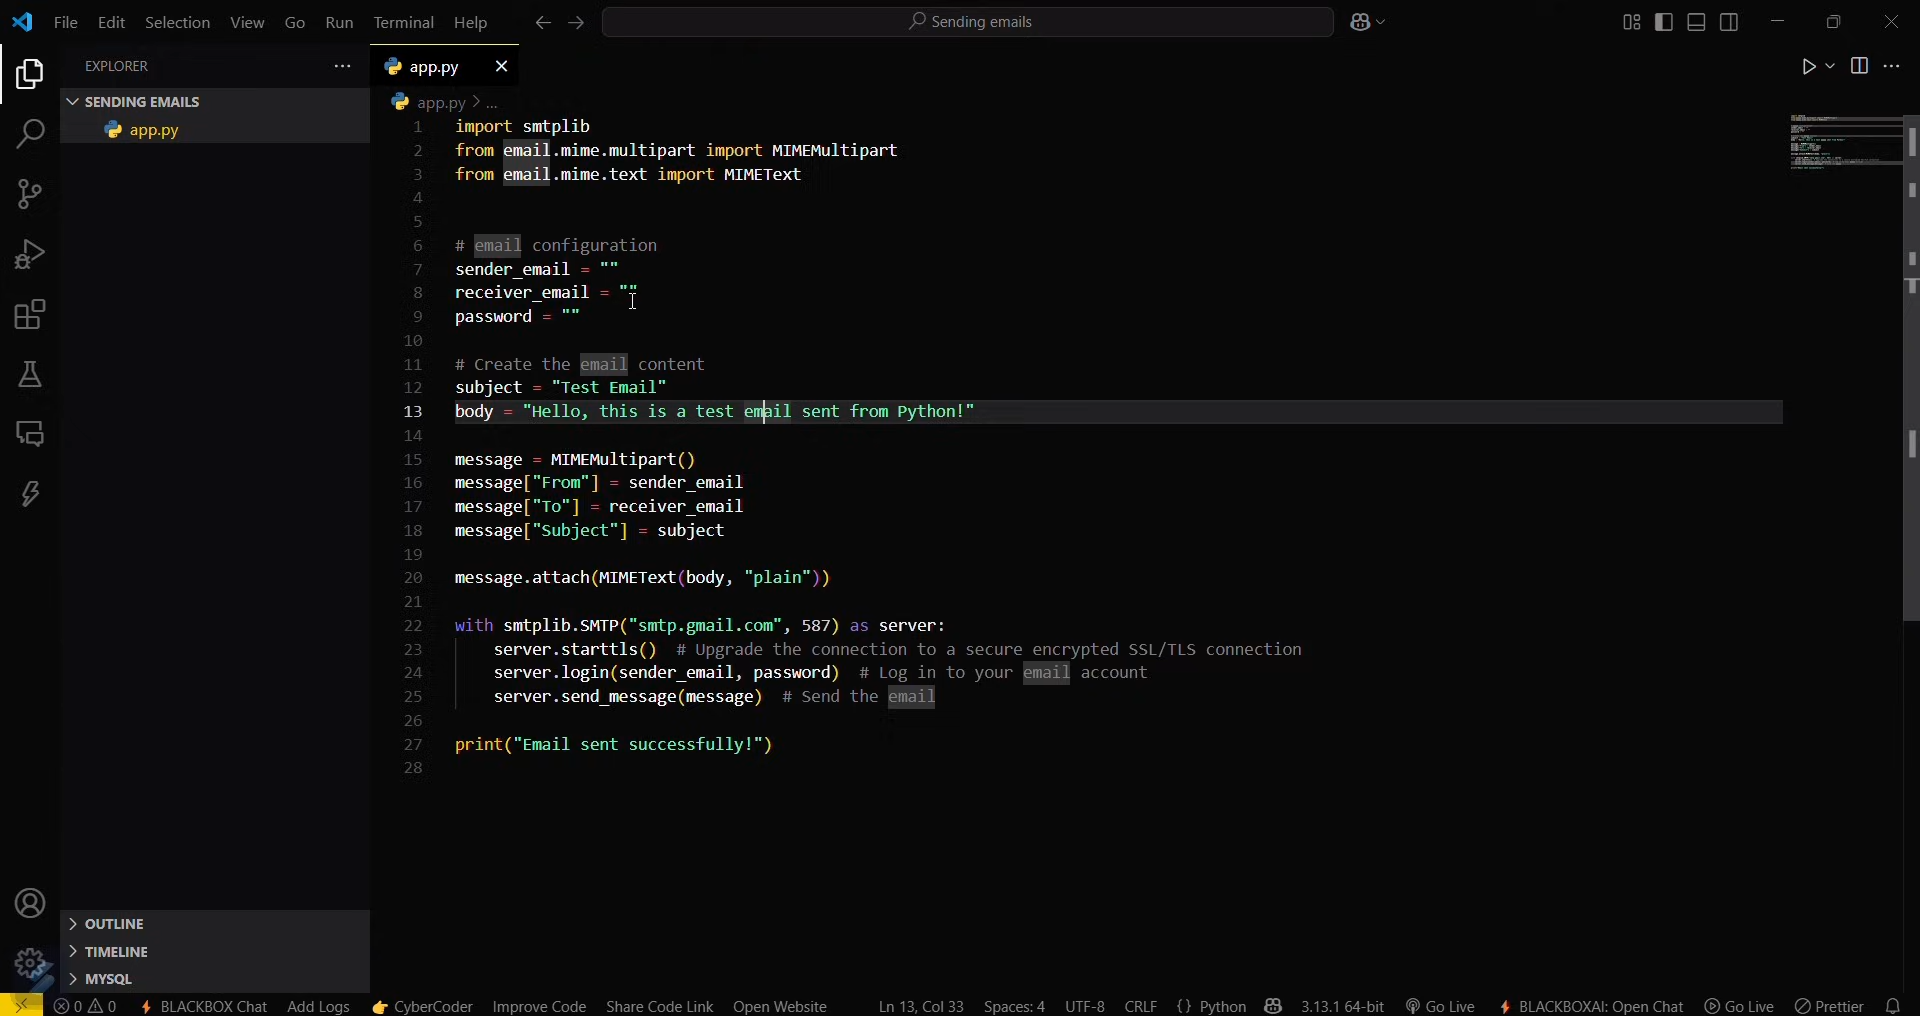 File Edit Selection View Go Run Terminal Help Sending emails
EXPLORER
app.py
SENDING EMAILS
app.py
app.py > ...
1 import smtplib
2 from email.mime.multipart import MIMEMultipart
3 from email.mime.text import MIMEText
4
5
6 # email configuration
7 sender_email = ""
8 receiver_email = ""
9 password = ""
10
11 # Create the email content
12 subject = "Test Email"
13 body = "Hello, this is a test email sent from Python!"
14
15 message = MIMEMultipart()
16 message["From"] = sender_email
17 message["To"] = receiver_email
18 message["Subject"] = subject
19
20 message.attach(MIMEText(body, "plain"))
21
22 with smtplib.SMTP("smtp.gmail.com", 587) as server:
23 server.starttls() # Upgrade the connection to a secure encrypted SSL/TLS connection
24 server.login(sender_email, password) # Log in to your email account
25 server.send_message(message) # Send the email
26
27 print("Email sent successfully!")
28
OUTLINE
TIMELINE
MYSQL
0 0 BLACKBOX Chat Add Logs CyberCoder Improve Code Share Code Link Open Website Ln 13, Col 33 Spaces: 4 UTF-8 CRLF {} Python 3.13.1 64-bit Go Live BLACKBOXAI: Open Chat Go Live Prettier